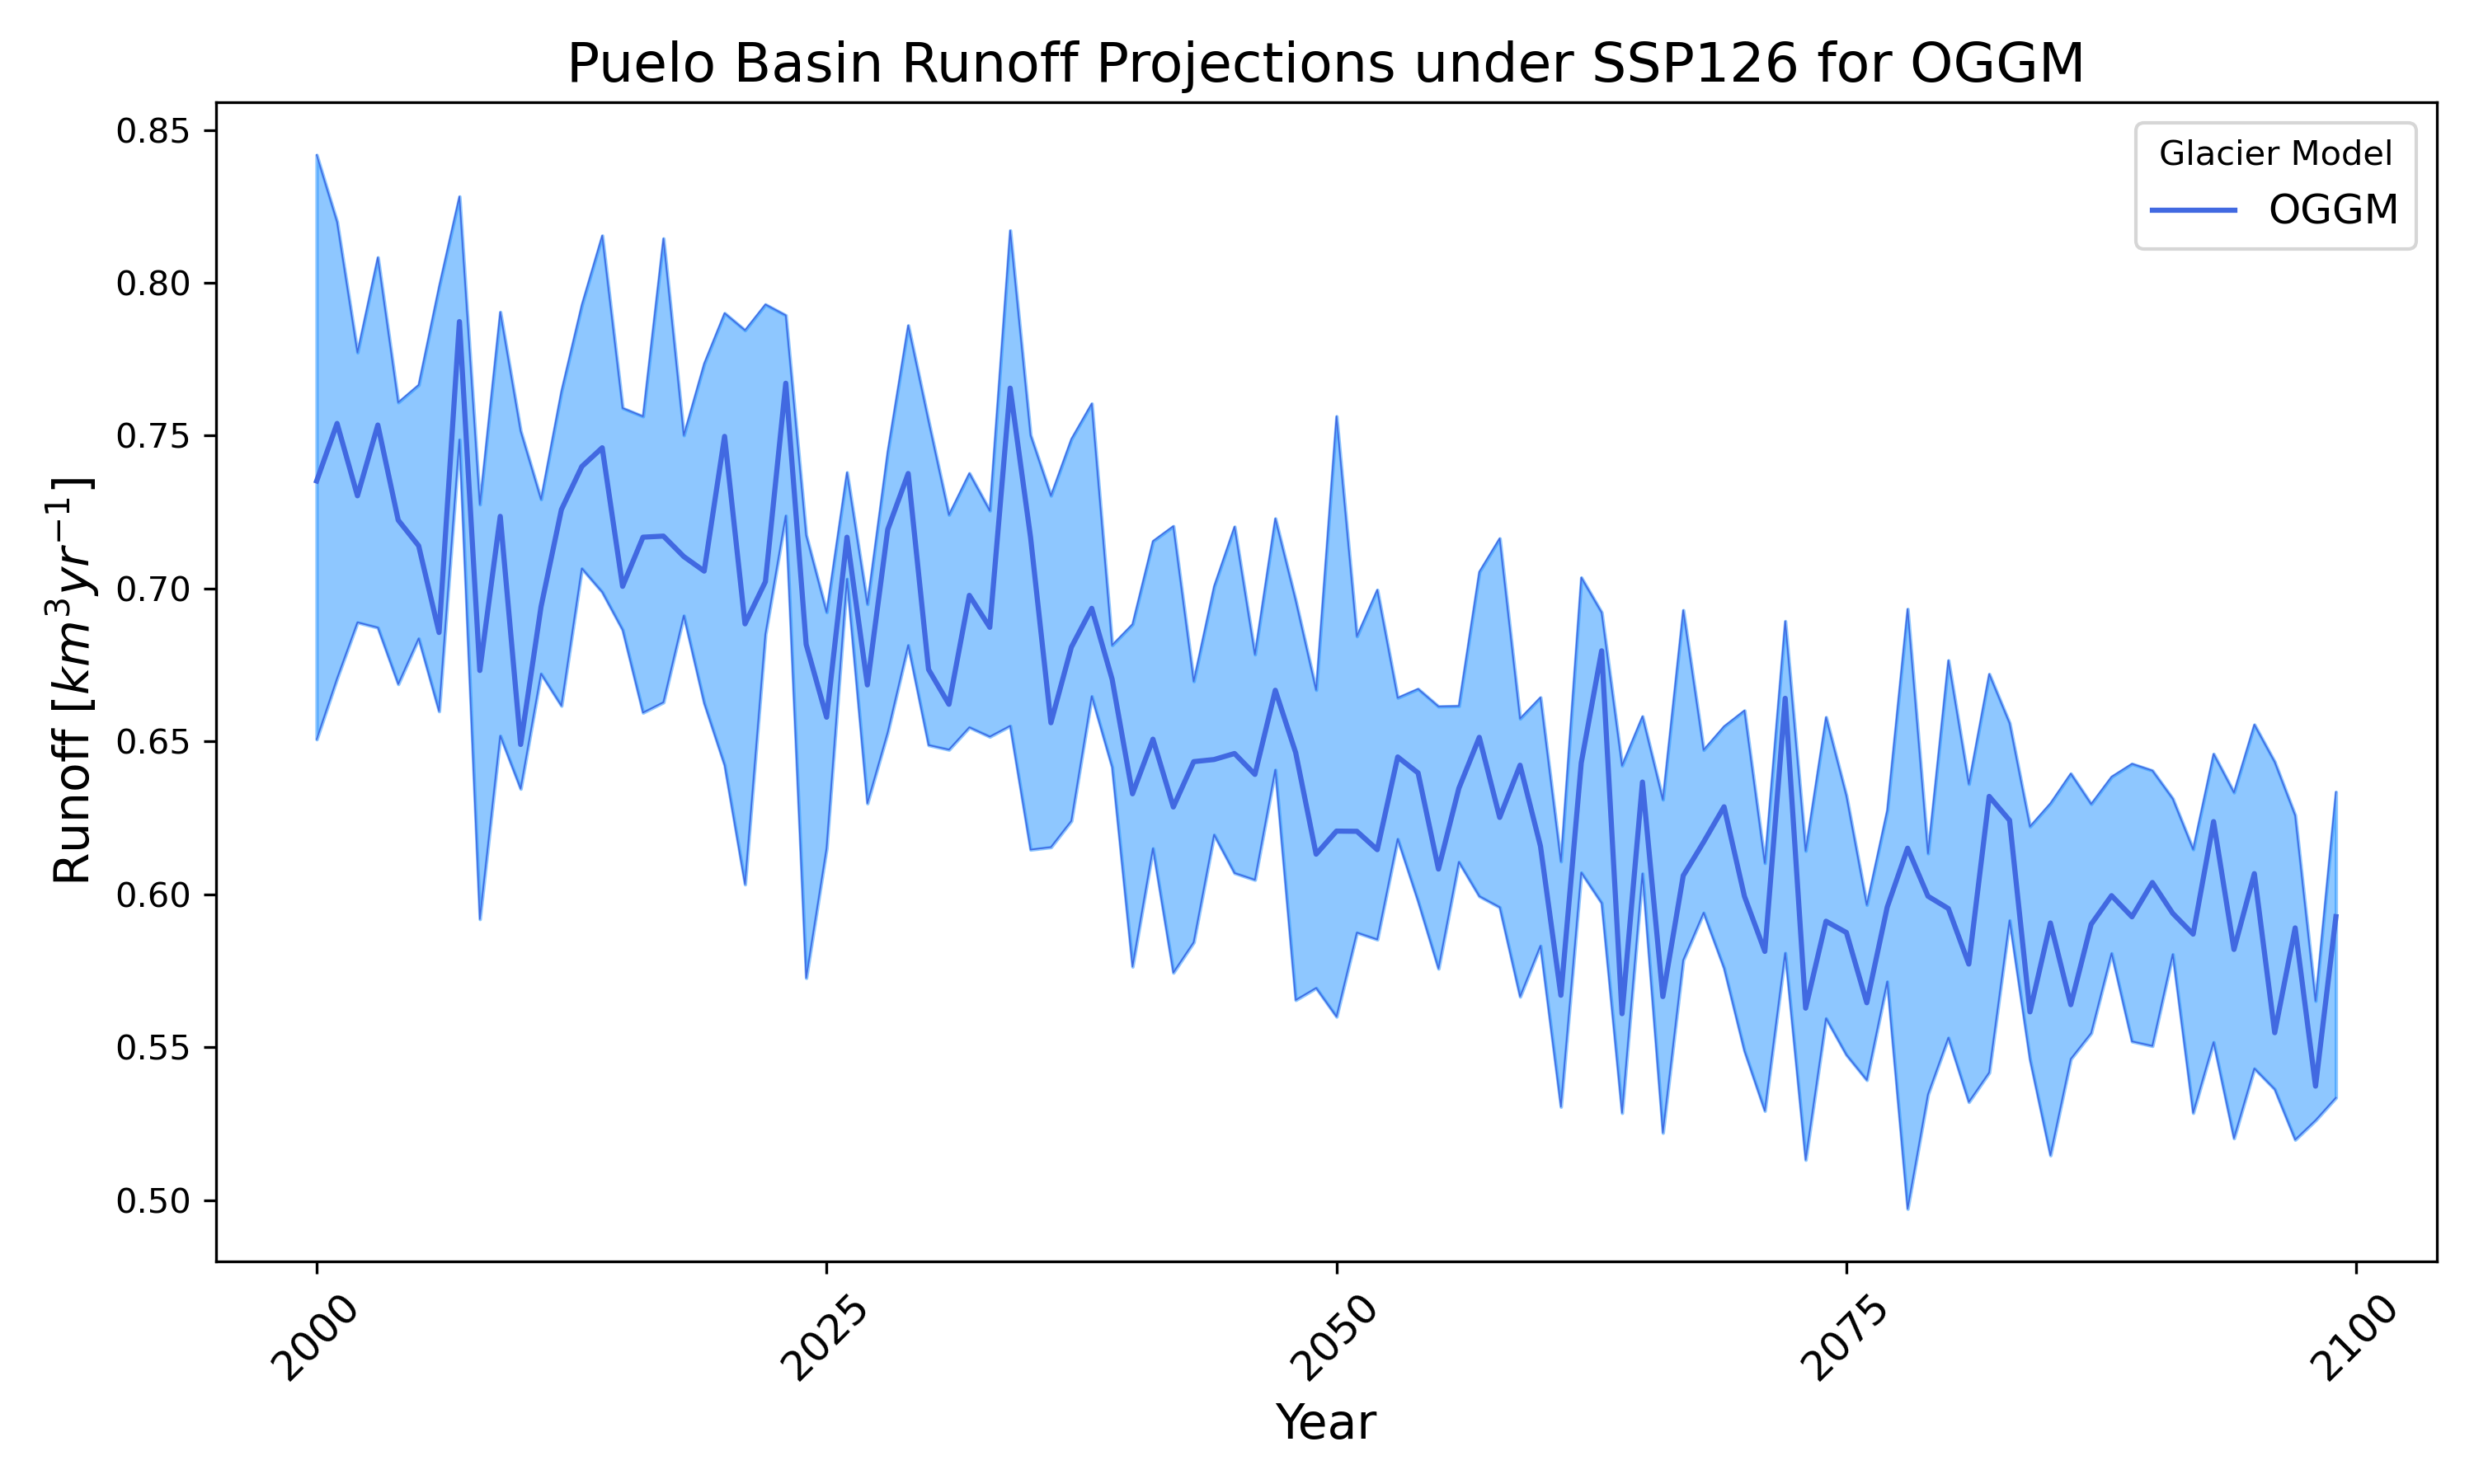 Puelo Basin Runoff Projections under SSP126 for OGGM
Glacier Model
OGGM
Runoff [km³yr⁻¹]
0.85
0.80
0.75
0.70
0.65
0.60
0.55
0.50
2000
2025
2050
2075
2100
Year